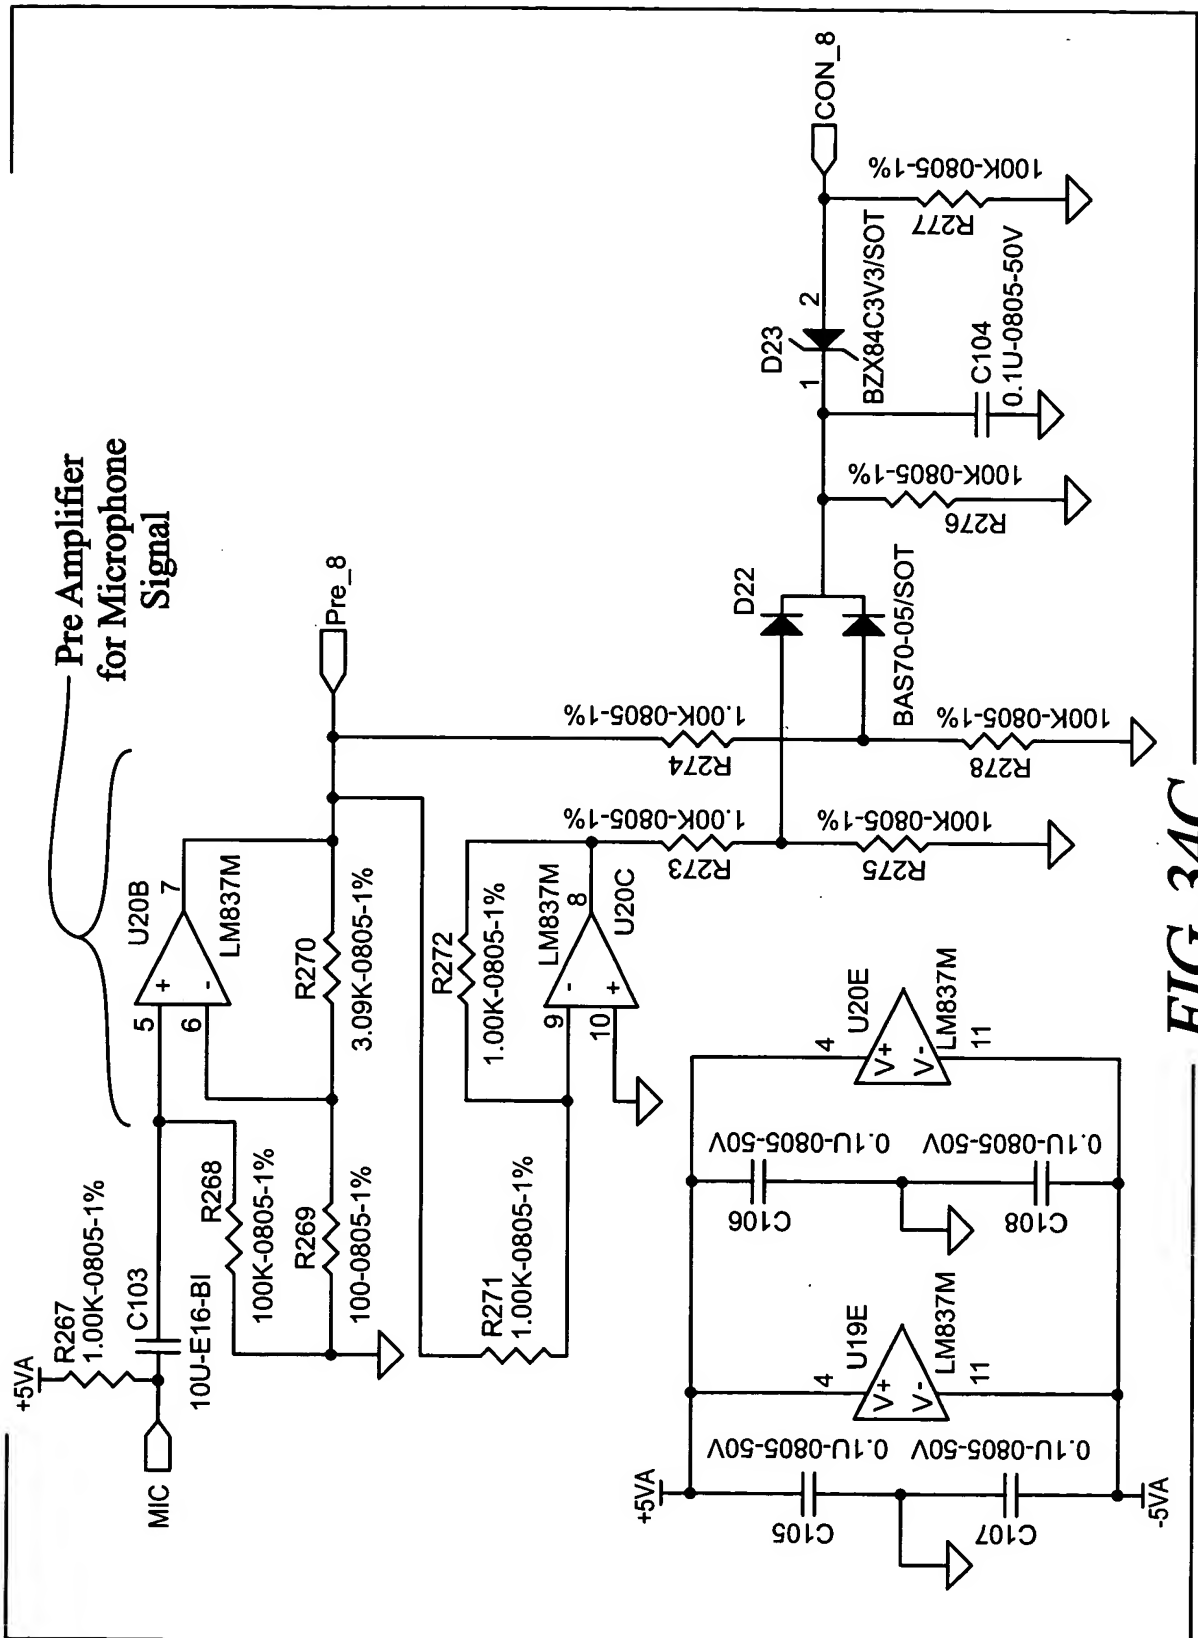 Pre Amplifier
for Microphone
Signal
+5VA
R267
1.00K-0805-1%
MIC
C103
10U-E16-BI
R268
100K-0805-1%
R269
100-0805-1%
5
6
+
-
U20B
7
LM837M
R270
3.09K-0805-1%
Pre_8
R271
1.00K-0805-1%
R272
1.00K-0805-1%
9
10
-
+
LM837M
8
U20C
R273
1.00K-0805-1%
R274
1.00K-0805-1%
R275
100K-0805-1%
R278
100K-0805-1%
D22
BAS70-05/SOT
R276
100K-0805-1%
C104
0.1U-0805-50V
D23
1
2
BZX84C3V3/SOT
R277
100K-0805-1%
CON_8
+5VA
-5VA
C105
0.1U-0805-50V
C107
0.1U-0805-50V
U19E
4
V+
V-
11
LM837M
C106
0.1U-0805-50V
C108
0.1U-0805-50V
U20E
4
V+
V-
11
LM837M
FIG. 34C